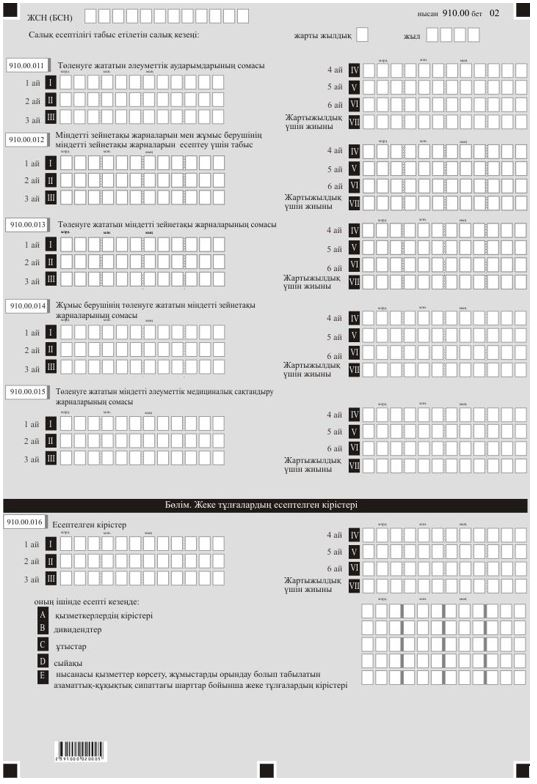 ЖСН (БСН)
нысан 910.00 бет 02
Салық есептілігі табыс етілетін салық кезеңі:
жарты жылдық
жыл
910.00.011
Төленуге жататын әлеуметтік аударымдарының сомасы
1 ай I
2 ай II
3 ай III
4 ай IV
5 ай V
6 ай VI
Жартыжылдық
үшін жиыны VII
910.00.012
Міндетті зейнетақы жарналарын мен жұмыс берушінің
міндетті зейнетақы жарналарын есептеу үшін табыс
1 ай I
2 ай II
3 ай III
4 ай IV
5 ай V
6 ай VI
Жартыжылдық
үшін жиыны VII
910.00.013
Төленуге жататын міндетті зейнетақы жарналарының сомасы
1 ай I
2 ай II
3 ай III
4 ай IV
5 ай V
6 ай VI
Жартыжылдық
үшін жиыны VII
910.00.014
Жұмыс берушінің төленуге жататын міндетті зейнетақы
жарналарының сомасы
1 ай I
2 ай II
3 ай III
4 ай IV
5 ай V
6 ай VI
Жартыжылдық
үшін жиыны VII
910.00.015
Төленуге жататын міндетті әлеуметтік медициналық сақтандыру
жарналарының сомасы
1 ай I
2 ай II
3 ай III
4 ай IV
5 ай V
6 ай VI
Жартыжылдық
үшін жиыны VII
Бөлім. Жеке тұлғалардың есептелген кірістері
910.00.016
Есептелген кірістер
1 ай I
2 ай II
3 ай III
4 ай IV
5 ай V
6 ай VI
Жартыжылдық
үшін жиыны VII
оның ішінде есепті кезеңде:
A қызметкерлердің кірістері
B дивидендтер
C ұтыстар
D сыйақы
E нысанасы қызметтер көрсету, жұмыстарды орындау болып табылатын
азаматтық-құқықтық сипаттағы шарттар бойынша жеке тұлғалардың кірістері